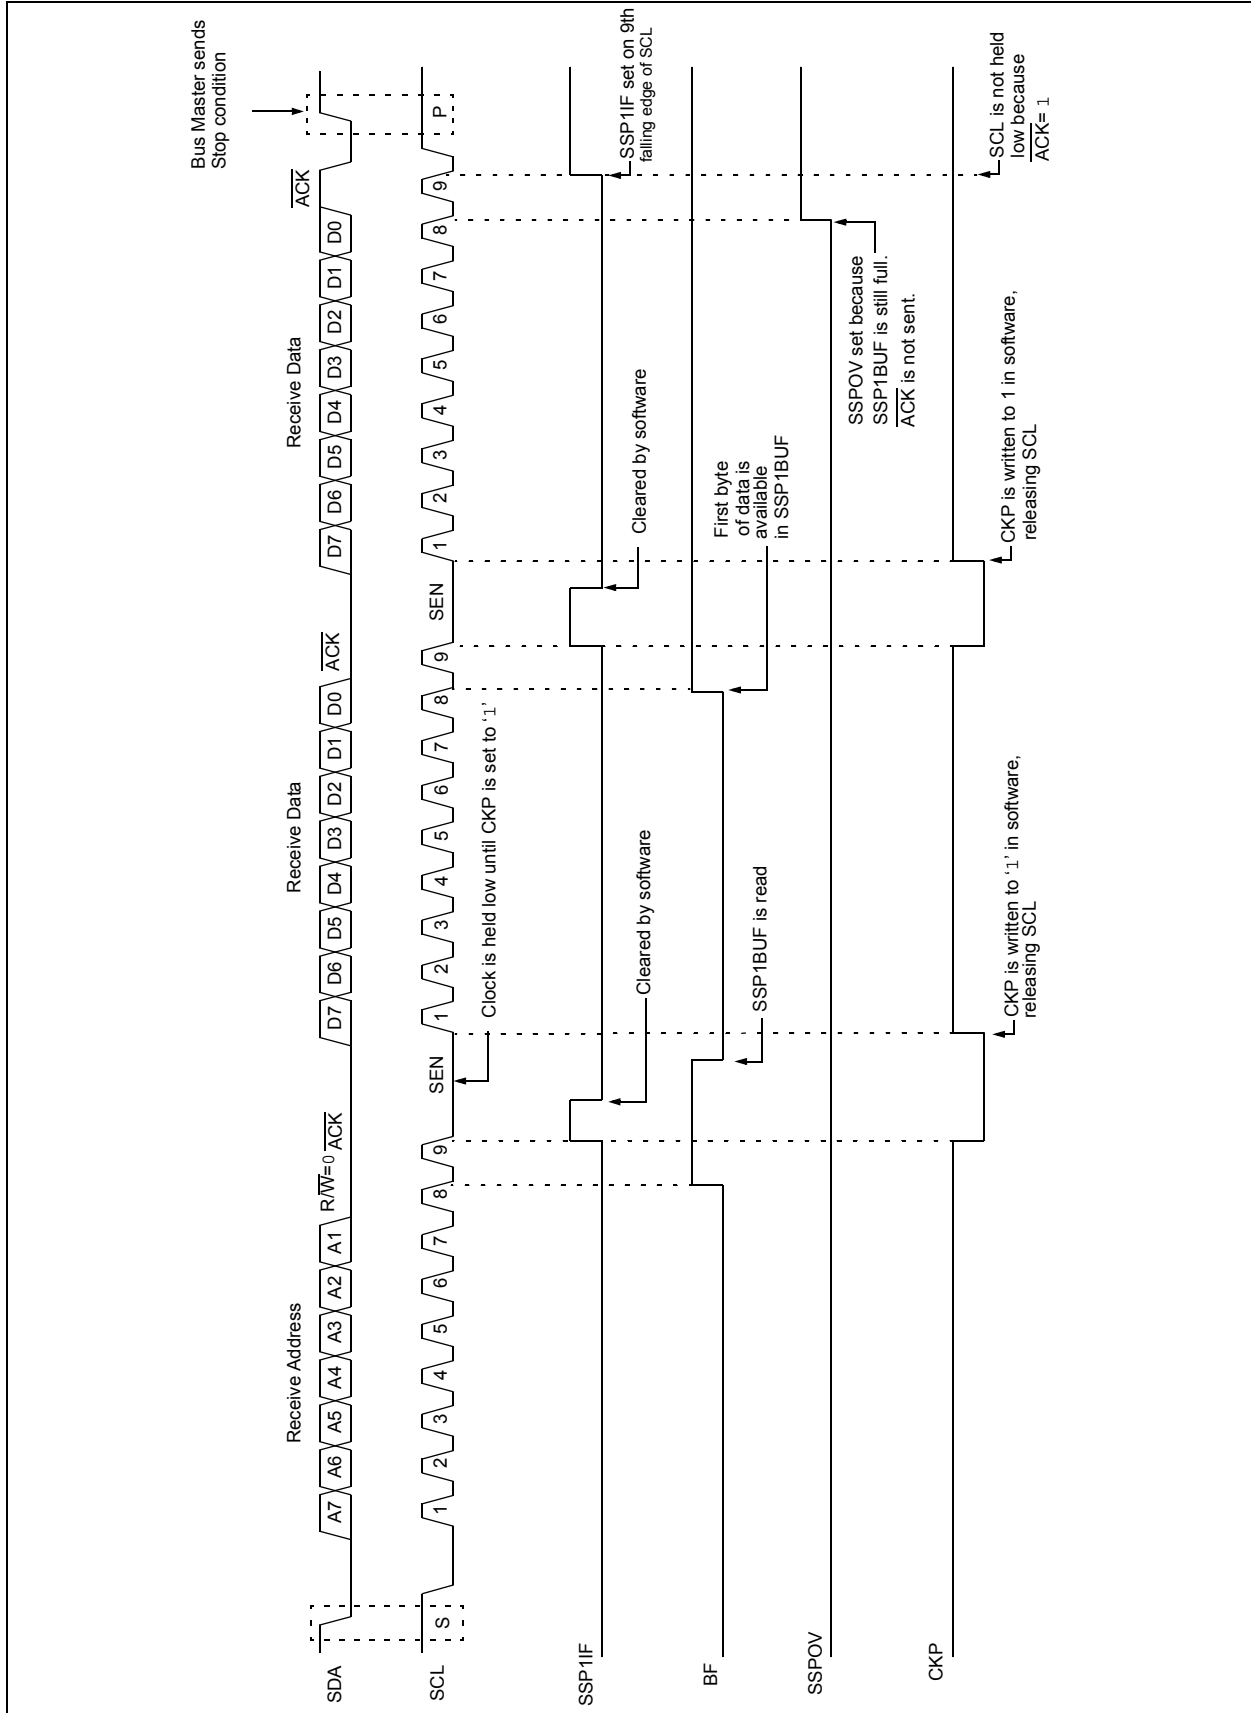 Bus Master sends
Stop condition
Receive Address
Receive Data
Receive Data
SDA
A7 A6 A5 A4 A3 A2 A1 R/W=0 ACK D7 D6 D5 D4 D3 D2 D1 D0 ACK D7 D6 D5 D4 D3 D2 D1 D0 ACK
SCL
S 1 2 3 4 5 6 7 8 9 SEN 1 2 3 4 5 6 7 8 9 SEN 1 2 3 4 5 6 7 8 9 P
Clock is held low until CKP is set to ‘1’
SSP1IF
Cleared by software
Cleared by software
SSP1IF set on 9th
falling edge of SCL
BF
SSP1BUF is read
First byte
of data is
available
in SSP1BUF
SSPOV
SSPOV set because
SSP1BUF is still full.
ACK is not sent.
CKP
CKP is written to ‘1’ in software,
releasing SCL
CKP is written to 1 in software,
releasing SCL
SCL is not held
low because
ACK= 1